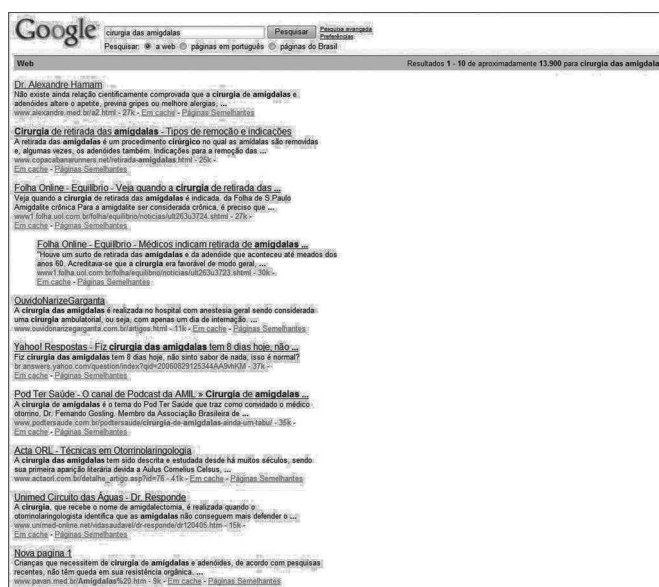 Google
cirurgia das amigdalas
Pesquisar
Pesquisa avançada
Preferências
Pesquisar: a web páginas em português páginas do Brasil
Web
Resultados 1 - 10 de aproximadamente 13.900 para cirurgia das amigdala
Dr. Alexandre Hamam
Não existe ainda relação cientificamente comprovada que a cirurgia de amígdalas e
adenóides altere o apetite, previna gripes ou melhore alergias, ...
www.alexandre.med.br/a2.html - 27k - Em cache - Páginas Semelhantes
Cirurgia de retirada das amígdalas - Tipos de remoção e indicações
A retirada das amígdalas é um procedimento cirúrgico no qual as amídalas são removidas
e, algumas vezes, os adenóides também. Indicações para a remoção das ...
www.copacabanarunners.net/retirada-amigdalas.html - 25k -
Em cache - Páginas Semelhantes
Folha Online - Equilíbrio - Veja quando a cirurgia de retirada das ...
Veja quando a cirurgia de retirada das amígdalas é indicada. da Folha de S.Paulo
Amigdalite crônica Para a amigdalite ser considerada crônica, é preciso que ...
www1.folha.uol.com.br/folha/equilibrio/noticias/ult263u3724.shtml - 27k -
Em cache - Páginas Semelhantes
Folha Online - Equilíbrio - Médicos indicam retirada de amígdalas ...
"Houve um surto de retirada das amígdalas e da adenóide que aconteceu até meados dos
anos 60. Acreditava-se que a cirurgia era favorável de modo geral, ...
www1.folha.uol.com.br/folha/equilibrio/noticias/ult263u3723.shtml - 30k -
Em cache - Páginas Semelhantes
OuvidoNarizeGarganta
A cirurgia das amígdalas é realizada no hospital com anestesia geral sendo considerada
uma cirurgia ambulatorial, ou seja, com apenas um dia de internação. ...
www.ouvidonarizegarganta.com.br/artigos.html - 11k - Em cache - Páginas Semelhantes
Yahoo! Respostas - Fiz cirurgia das amígdalas tem 8 dias hoje, não ...
Fiz cirurgia das amígdalas tem 8 dias hoje, não sinto sabor de nada, isso é normal?
br.answers.yahoo.com/question/index?qid=20060829125344AA9vhKM - 37k -
Em cache - Páginas Semelhantes
Pod Ter Saúde - O canal de Podcast da AMIL » Cirurgia de amígdalas ...
A cirurgia de amígdalas é o tema do Pod Ter Saúde que traz como convidado o médico
otorrino, Dr. Fernando Gosling. Membro da Associação Brasileira de ...
www.podtersaude.com.br/podtersaude/cirurgia-de-amigdalas-ainda-um-tabu/ - 35k -
Em cache - Páginas Semelhantes
Acta ORL - Técnicas em Otorrinolaringologia
A cirurgia das amígdalas tem sido descrita e estudada desde há muitos séculos, sendo
sua primeira aparição literária devida a Aulus Cornelius Celsus, ...
www.actaorl.com.br/detalhe_artigo.asp?id=76 - 41k - Em cache - Páginas Semelhantes
Unimed Circuito das Águas - Dr. Responde
A cirurgia, que recebe o nome de amigdalectomia, é realizada quando o
otorrinolaringologista identifica que as amígdalas não conseguem mais defender o ...
www.unimed-online.net/vidasaudavel/dr-responde/dr120405.htm - 15k -
Em cache - Páginas Semelhantes
Nova pagina 1
Crianças que necessitem de cirurgia de amígdalas e adenóides, de acordo com pesquisas
recentes, não têm queda em sua resistência orgânica. ...
www.pavan.med.br/Amigdalas%20.htm - 9k - Em cache - Páginas Semelhantes